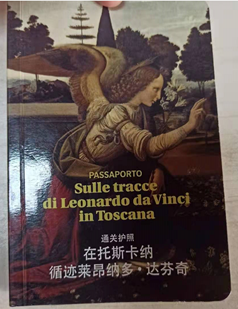 PASSAPORTO
Sulle tracce
di Leonardo da Vinci
in Toscana
通关护照
在托斯卡纳
循迹莱昂纳多·达芬奇